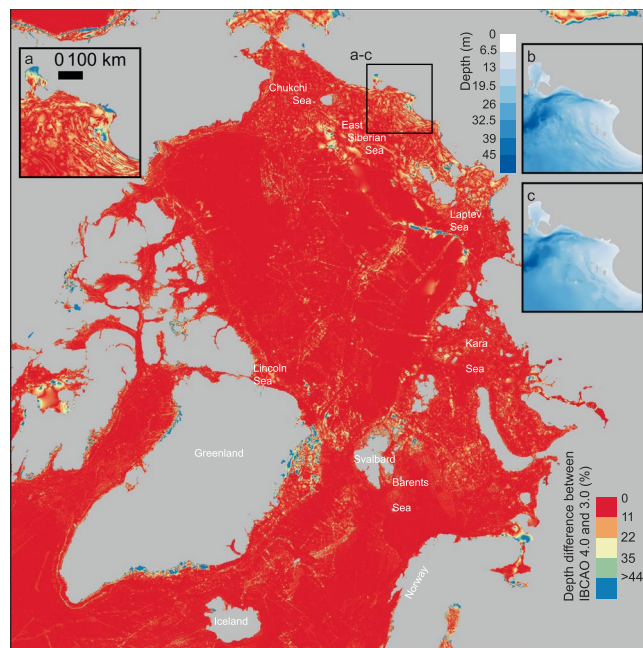 a
0 100 km
a-c
Depth (m)
0
6.5
13
19.5
26
32.5
39
45
b
c
Chukchi
Sea
East
Siberian
Sea
Laptev
Sea
Kara
Sea
Lincoln
Sea
Greenland
Svalbard
Barents
Sea
Norway
Iceland
Depth difference between
IBCAO 4.0 and 3.0 (%)
0
11
22
35
>44